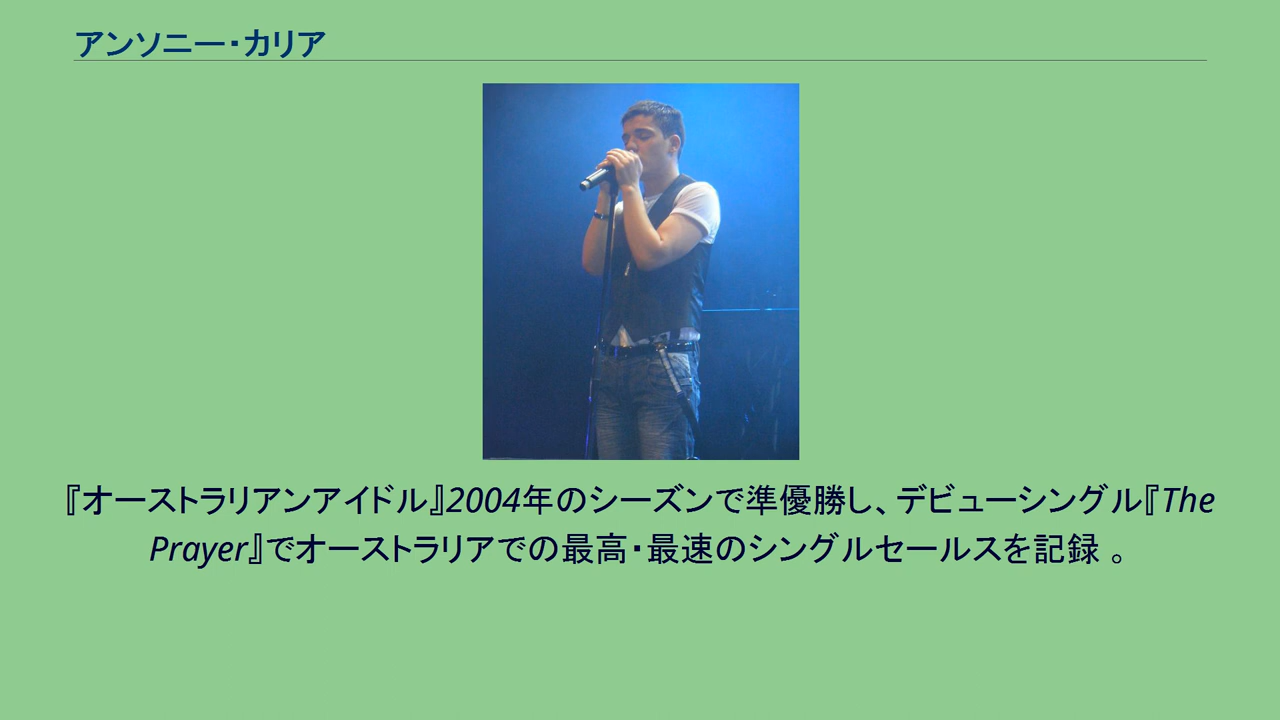 アンソニー・カリア
『オーストラリアンアイドル』2004年のシーズンで準優勝し、デビューシングル『The
Prayer』でオーストラリアでの最高・最速のシングルセールスを記録 。